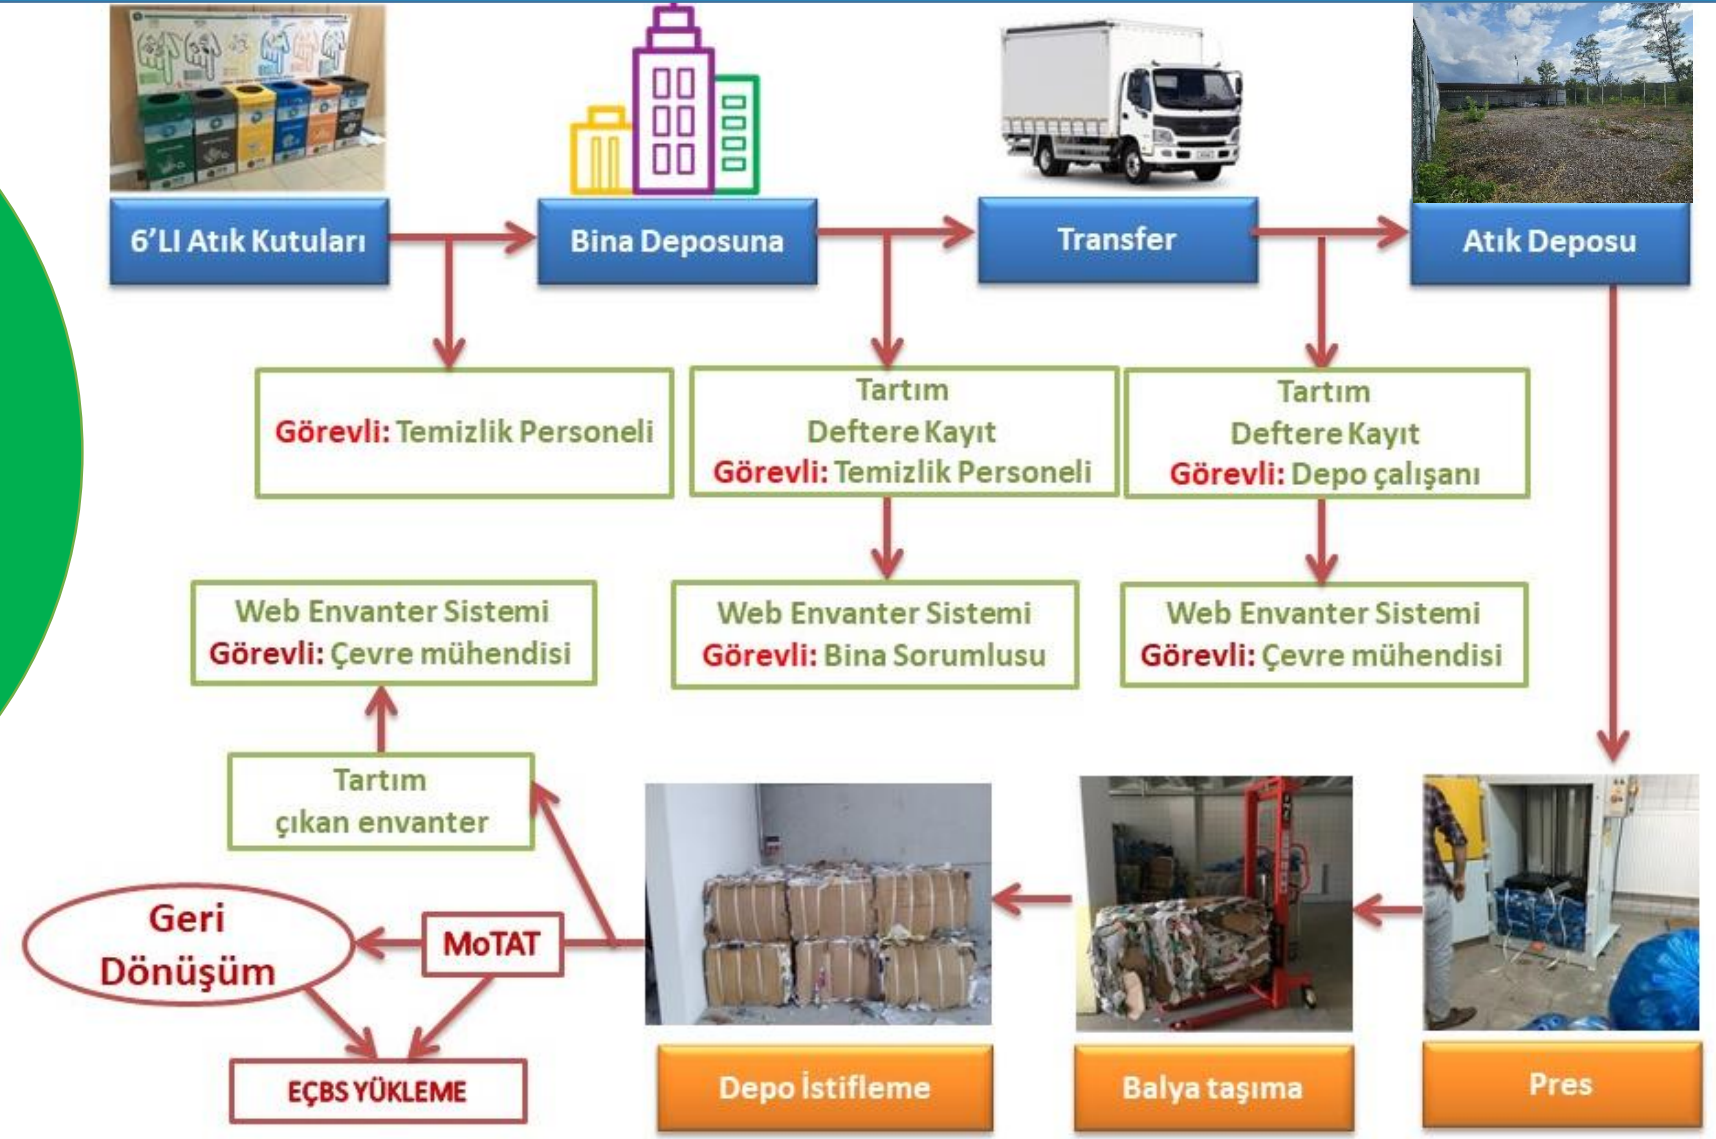 6'LI Atık Kutuları
Bina Deposuna
Transfer
Atık Deposu
Görevli: Temizlik Personeli
Tartım
Deftere Kayıt
Görevli: Temizlik Personeli
Tartım
Deftere Kayıt
Görevli: Depo çalışanı
Web Envanter Sistemi
Görevli: Çevre mühendisi
Web Envanter Sistemi
Görevli: Bina Sorumlusu
Web Envanter Sistemi
Görevli: Çevre mühendisi
Tartım
çıkan envanter
Geri
Dönüşüm
MoTAT
EÇBS YÜKLEME
Depo İstifleme
Balya taşıma
Pres